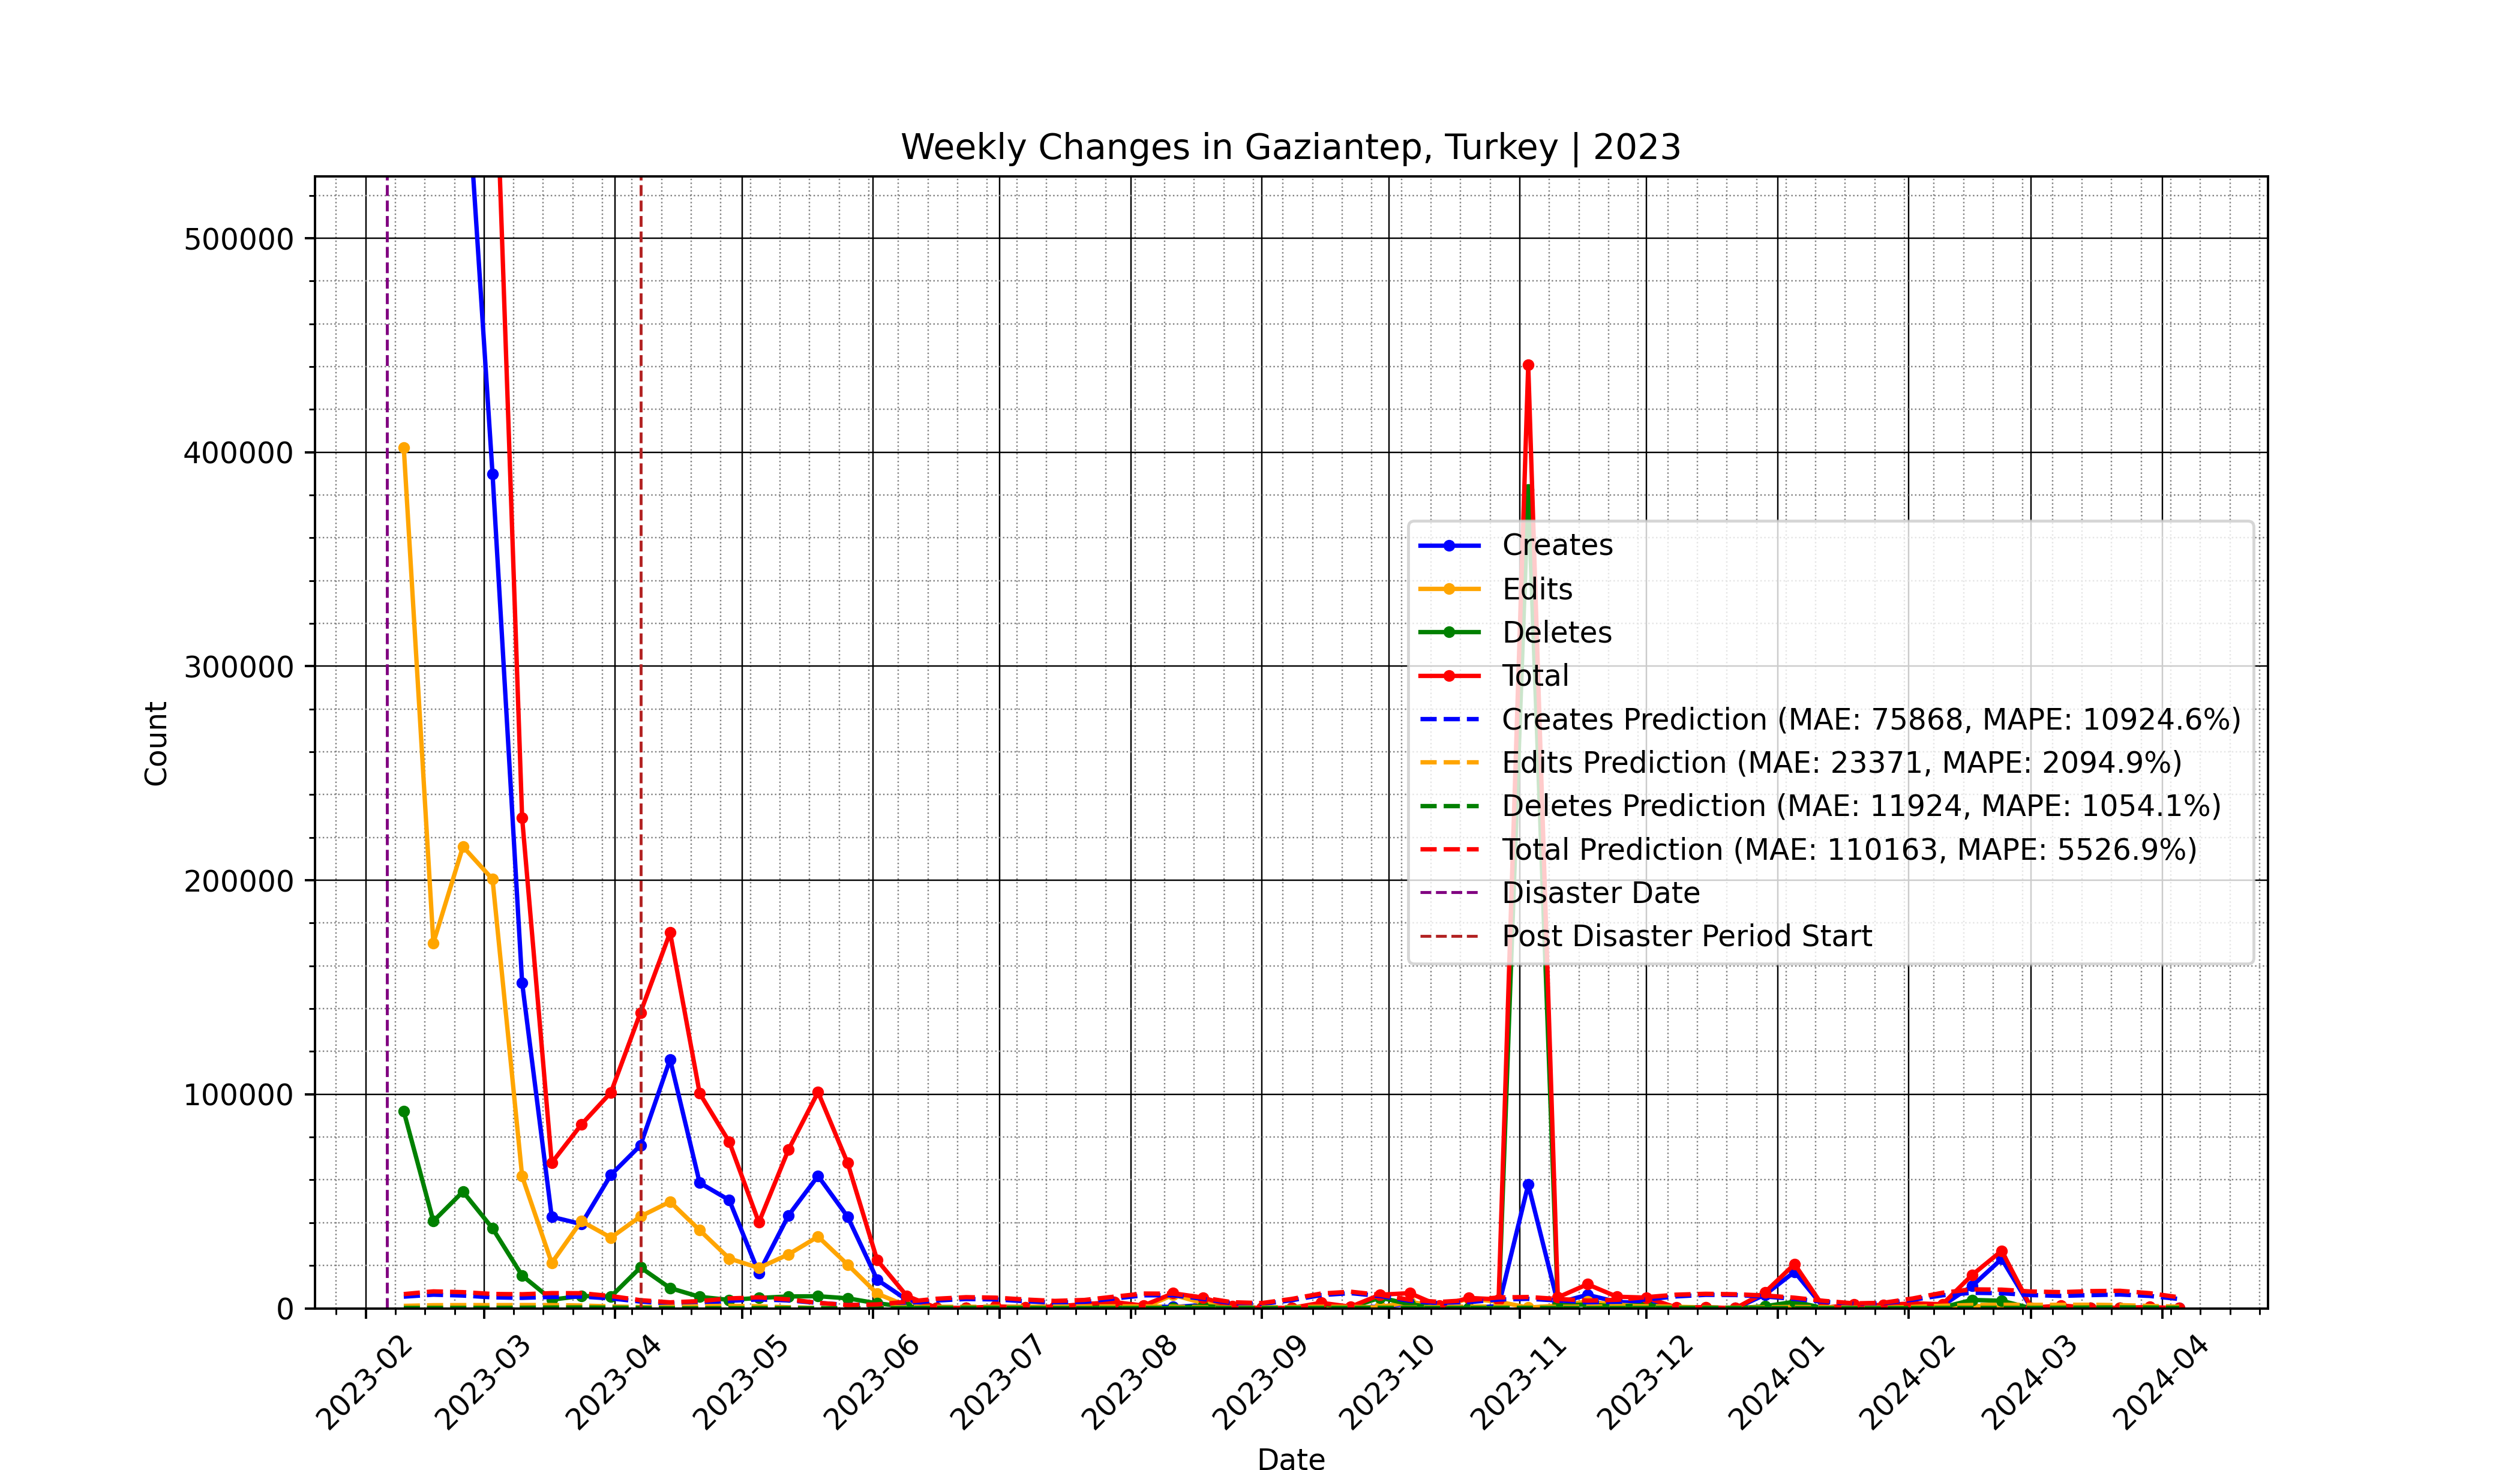 Weekly Changes in Gaziantep, Turkey | 2023
500000
400000
300000
200000
100000
0
Count
Creates
Edits
Deletes
Total
Creates Prediction (MAE: 75868, MAPE: 10924.6%)
Edits Prediction (MAE: 23371, MAPE: 2094.9%)
Deletes Prediction (MAE: 11924, MAPE: 1054.1%)
Total Prediction (MAE: 110163, MAPE: 5526.9%)
Disaster Date
Post Disaster Period Start
2023-02
2023-03
2023-04
2023-05
2023-06
2023-07
2023-08
2023-09
2023-10
2023-11
2023-12
2024-01
2024-02
2024-03
2024-04
Date